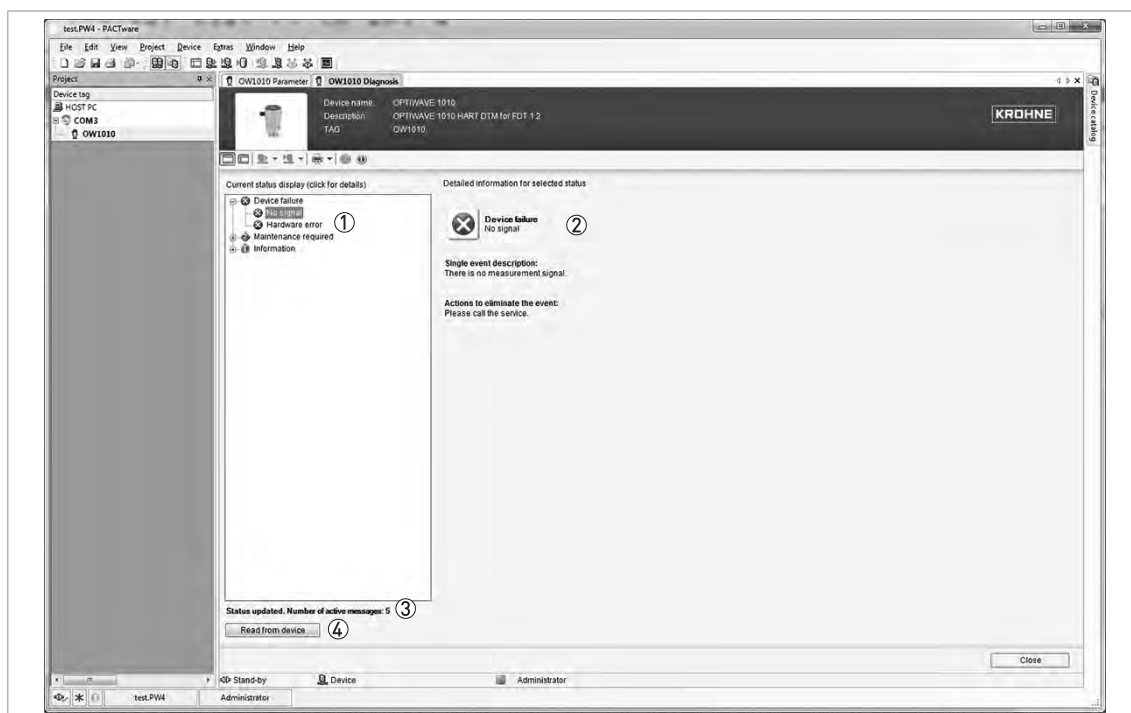 test.PW4 - PACTware
File Edit View Project Device Extras Window Help
Project
Device tag
HOST PC
COM3
OW1010
OW1010 Parameter OW1010 Diagnosis
Device name: OPTIWAVE 1010
Description: OPTIWAVE 1010 HART DTM for FDT 1.2
TAG OW1010
KROHNE
Device catalog
Current status display (click for details)
Device failure
No signal
Hardware error
①
Maintenance required
Information
Detailed information for selected status
Device failure
No signal
②
Single event description:
There is no measurement signal.
Actions to eliminate the event:
Please call the service.
Status updated. Number of active messages: 5 ③
Read from device ④
Close
Stand-by Device Administrator
test.PW4 Administrator